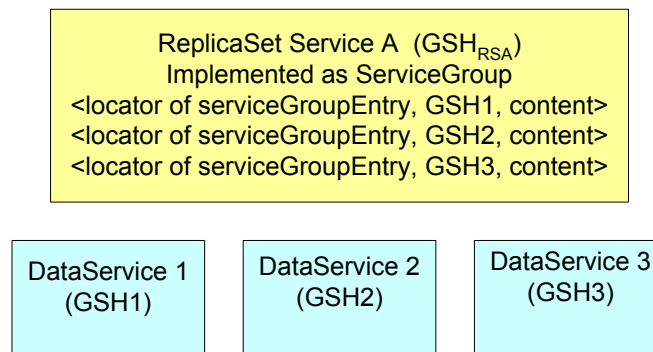 ReplicaSet Service A (GSH_RSA)
Implemented as ServiceGroup
<locator of serviceGroupEntry, GSH1, content>
<locator of serviceGroupEntry, GSH2, content>
<locator of serviceGroupEntry, GSH3, content>
DataService 1
(GSH1)
DataService 2
(GSH2)
DataService 3
(GSH3)